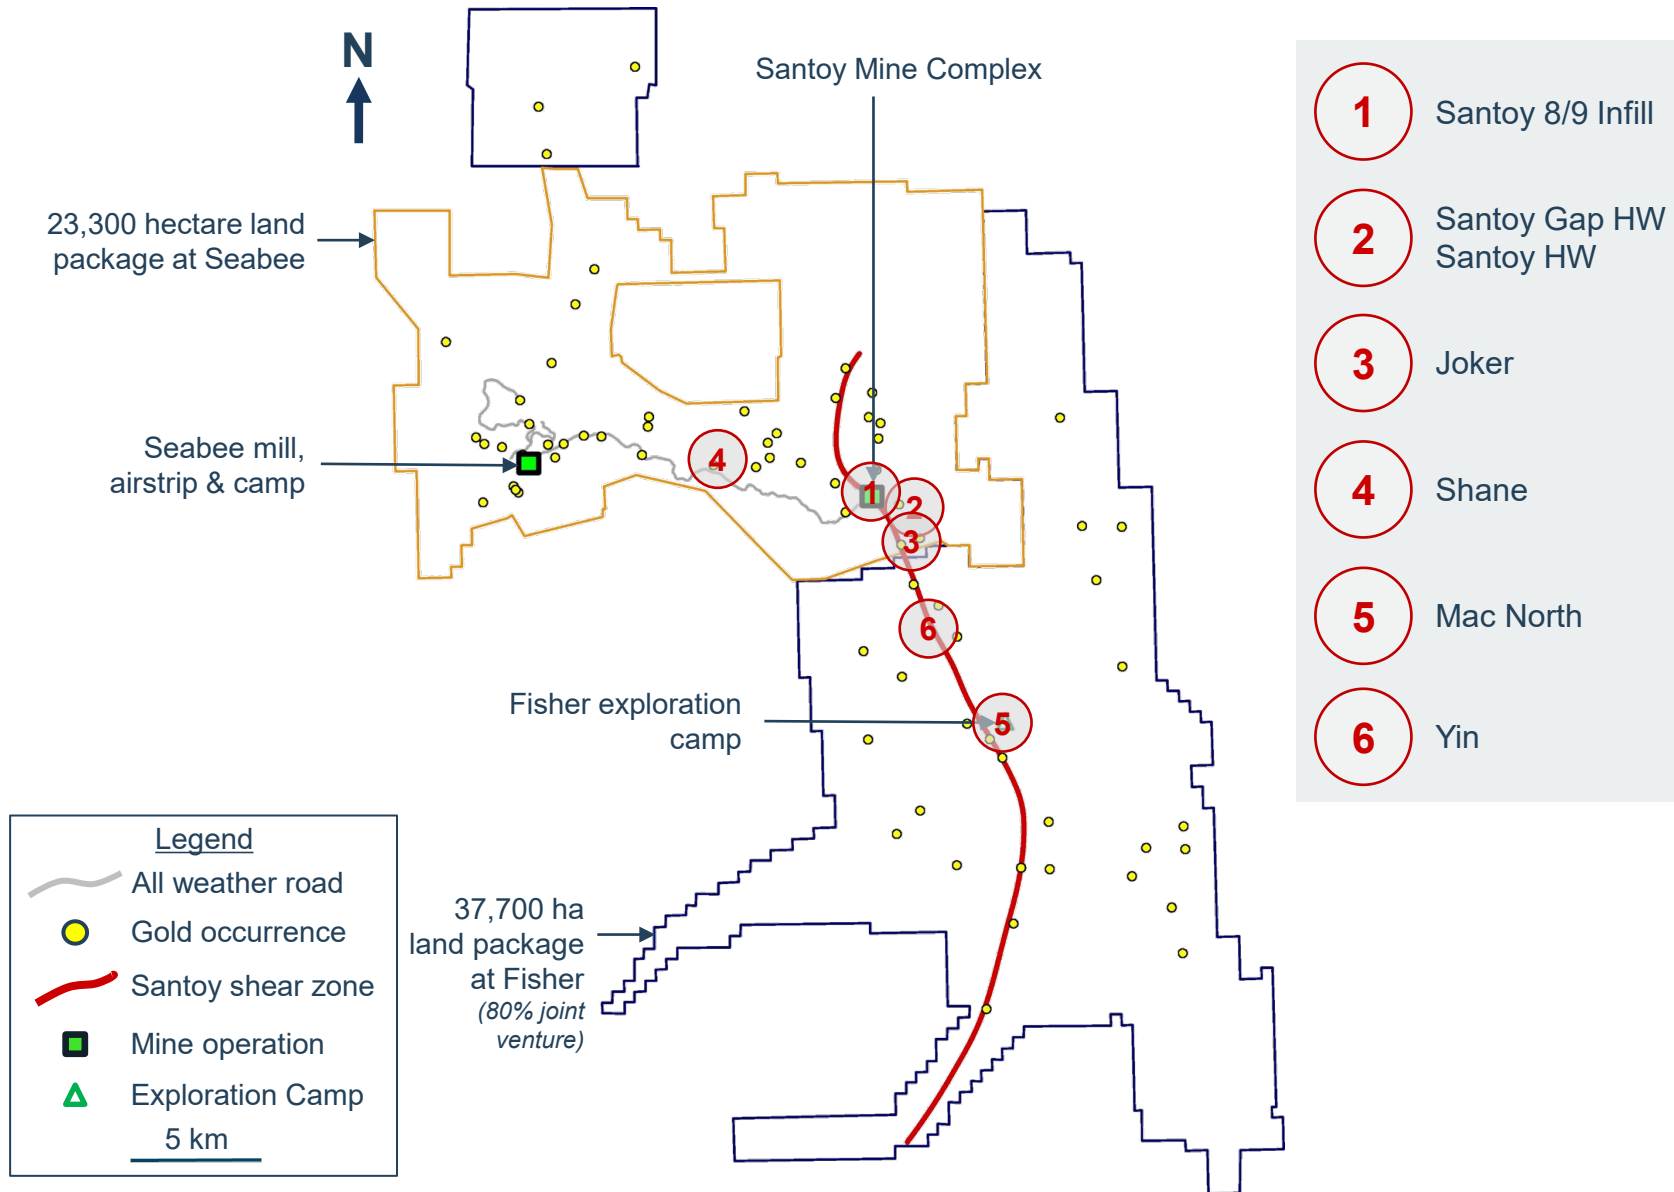 N
Santoy Mine Complex
23,300 hectare land
package at Seabee
Seabee mill,
airstrip & camp
4
1
2
3
6
5
Fisher exploration
camp
37,700 ha
land package
at Fisher
(80% joint
venture)
Legend
All weather road
Gold occurrence
Santoy shear zone
Mine operation
Exploration Camp
5 km
1 Santoy 8/9 Infill
2 Santoy Gap HW
Santoy HW
3 Joker
4 Shane
5 Mac North
6 Yin